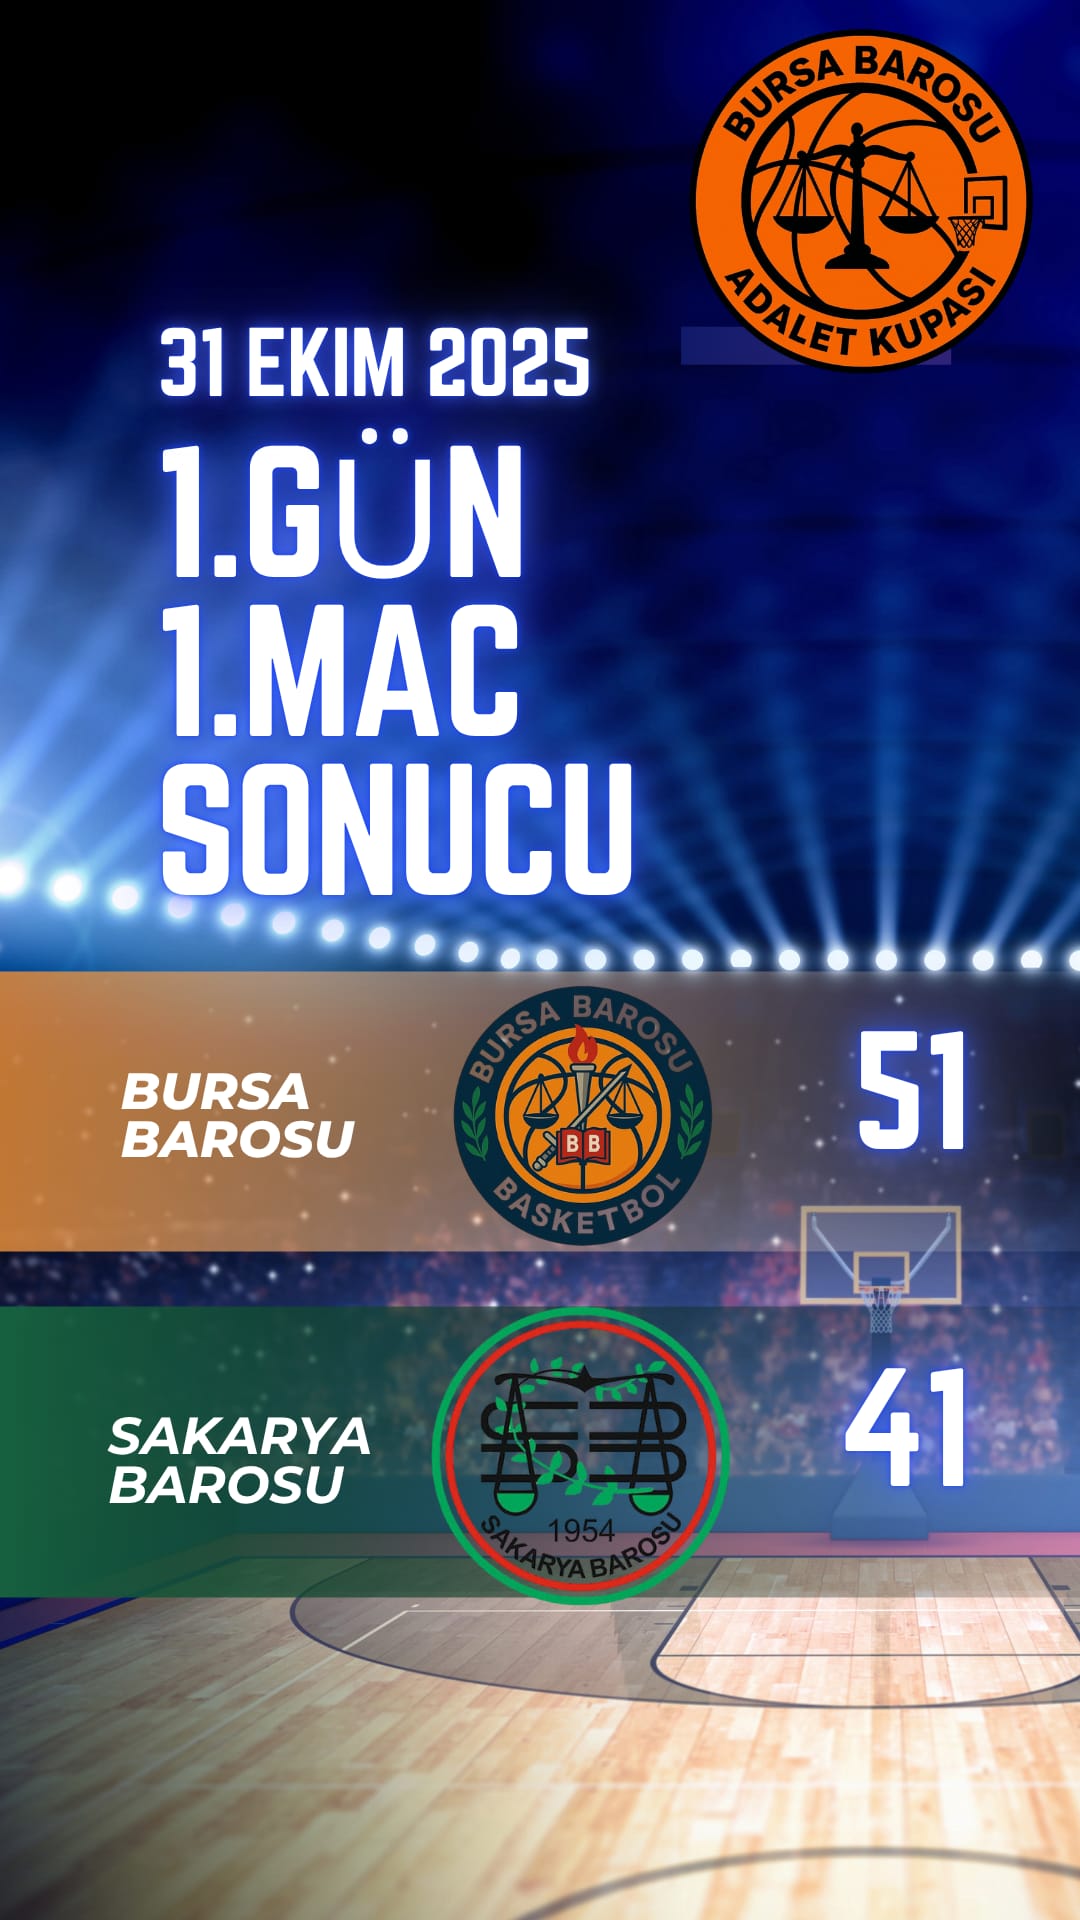 BURSA BAROSU
ADALET KUPASI
31 EKIM 2025
1.GÜN
1.MAC
SONUCU
BURSA
BAROSU
BURSA BAROSU
B B
BASKETBOL
51
SAKARYA
BAROSU
1954
SAKARYA BAROSU
41